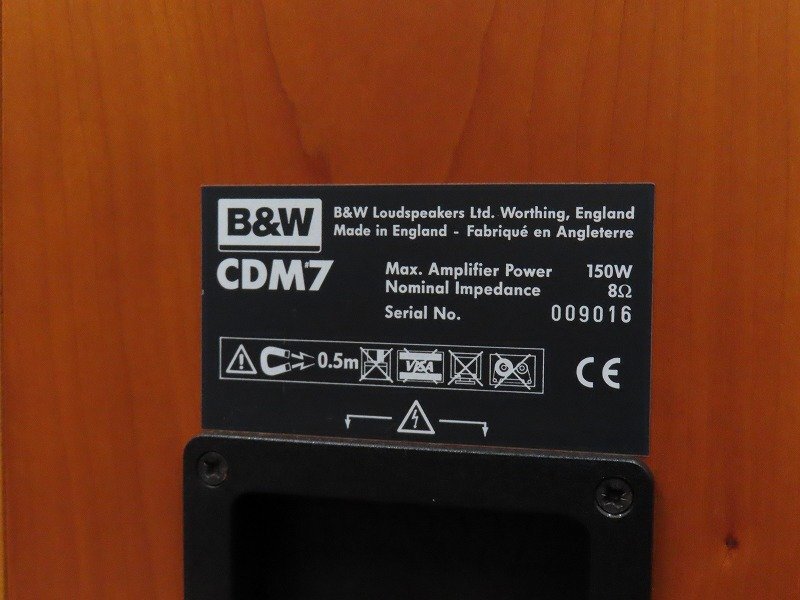 B&W
B&W Loudspeakers Ltd. Worthing, England
Made in England - Fabriqué en Angleterre
CDM7
Max. Amplifier Power 150W
Nominal Impedance 8Ω
Serial No. 009016
0.5m
VISA
CE